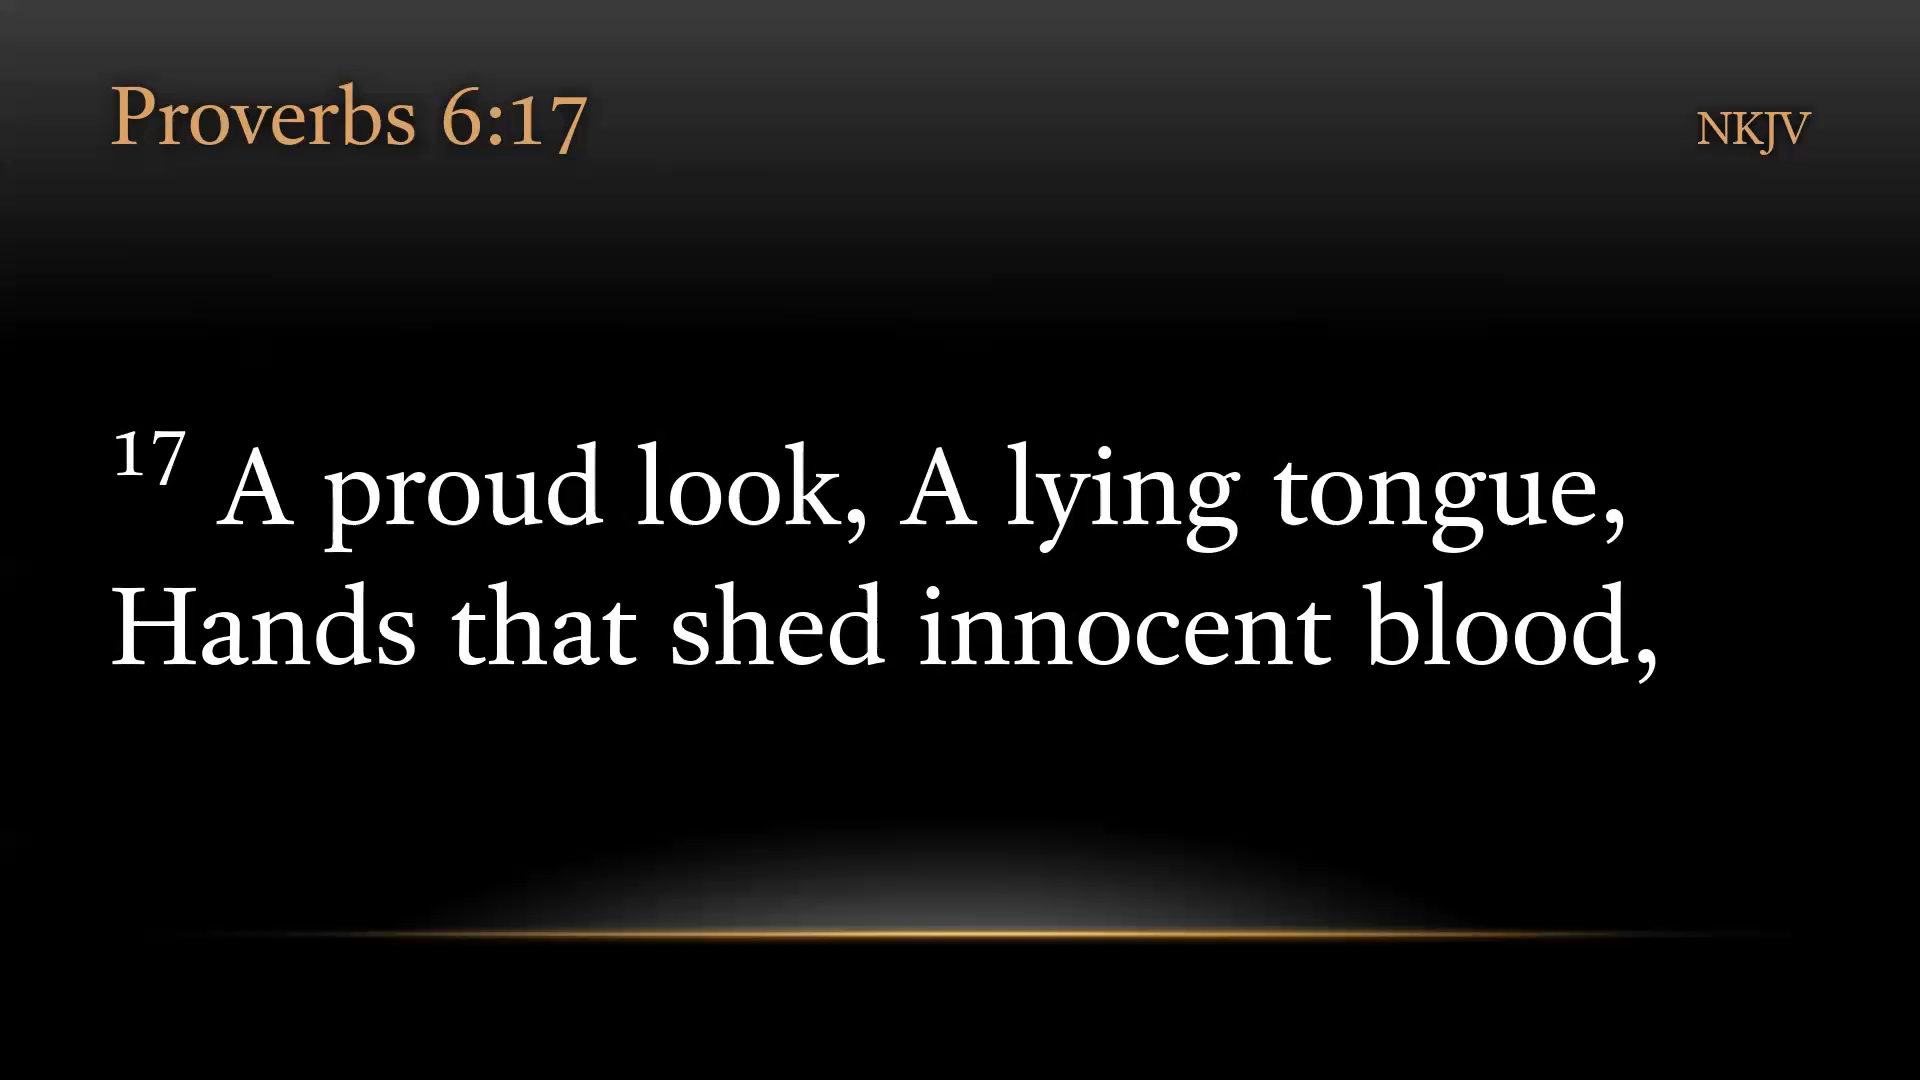 Proverbs 6:17
NKJV
17 A proud look, A lying tongue,
Hands that shed innocent blood,